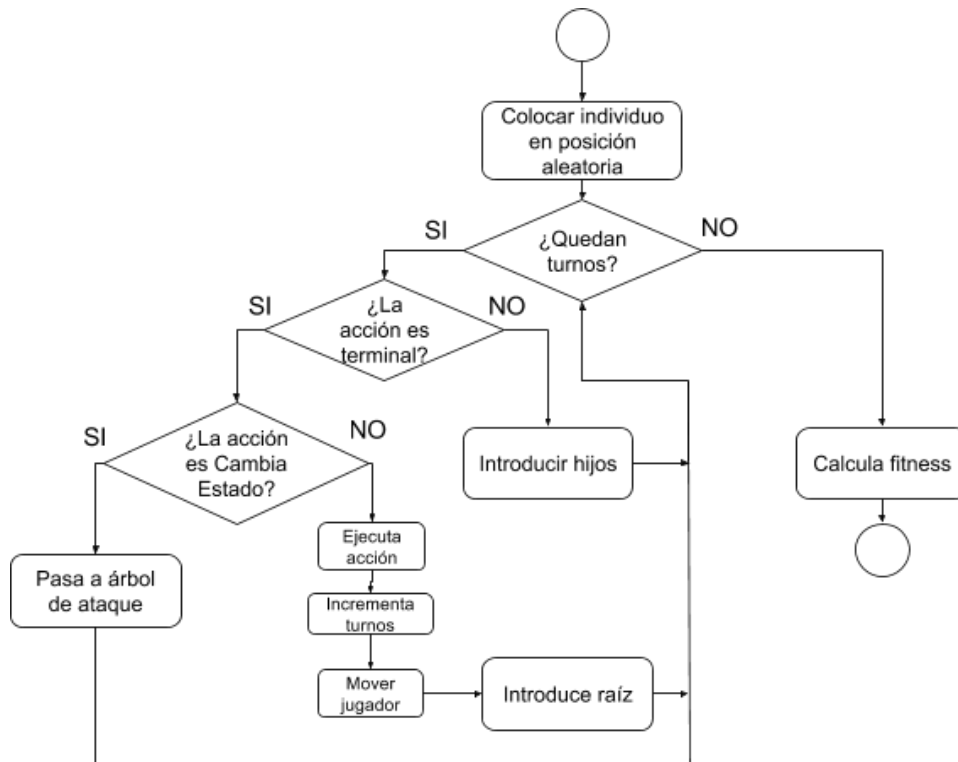 Colocar individuo
en posición
aleatoria
SI
NO
¿Quedan
turnos?
SI
NO
¿La
acción es
terminal?
SI
NO
¿La acción
es Cambia
Estado?
Introducir hijos
Calcula fitness
Ejecuta
acción
Pasa a árbol
de ataque
Incrementa
turnos
Mover
jugador
Introduce raíz